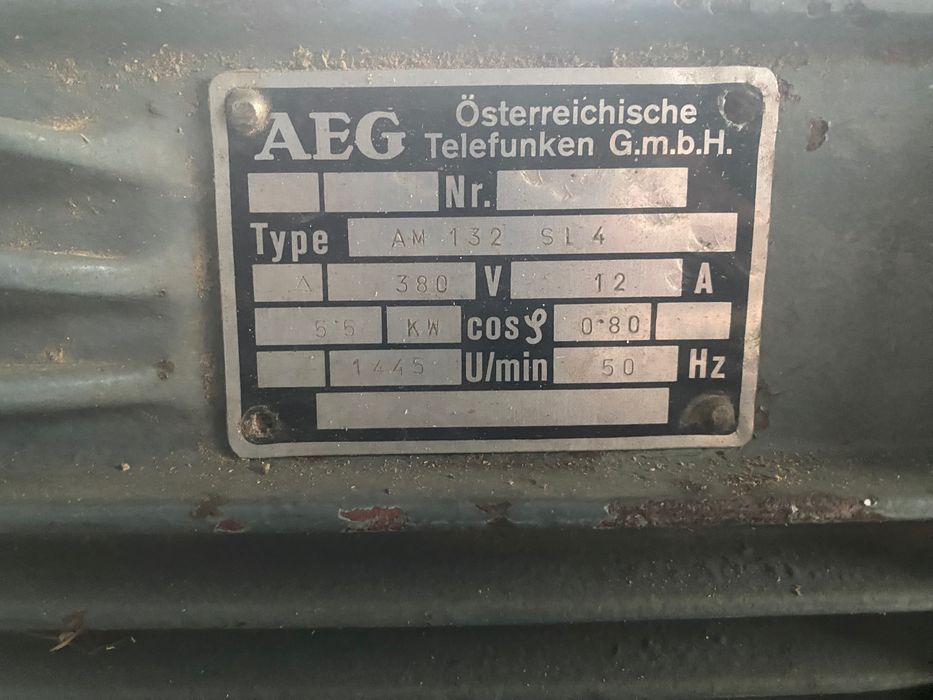 AEG Österreichische
Telefunken G.m.b.H.
Nr.
Type AM 132 SL 4
Δ 380 V 12 A
5.5 KW cosφ 0.80
1445 U/min 50 Hz